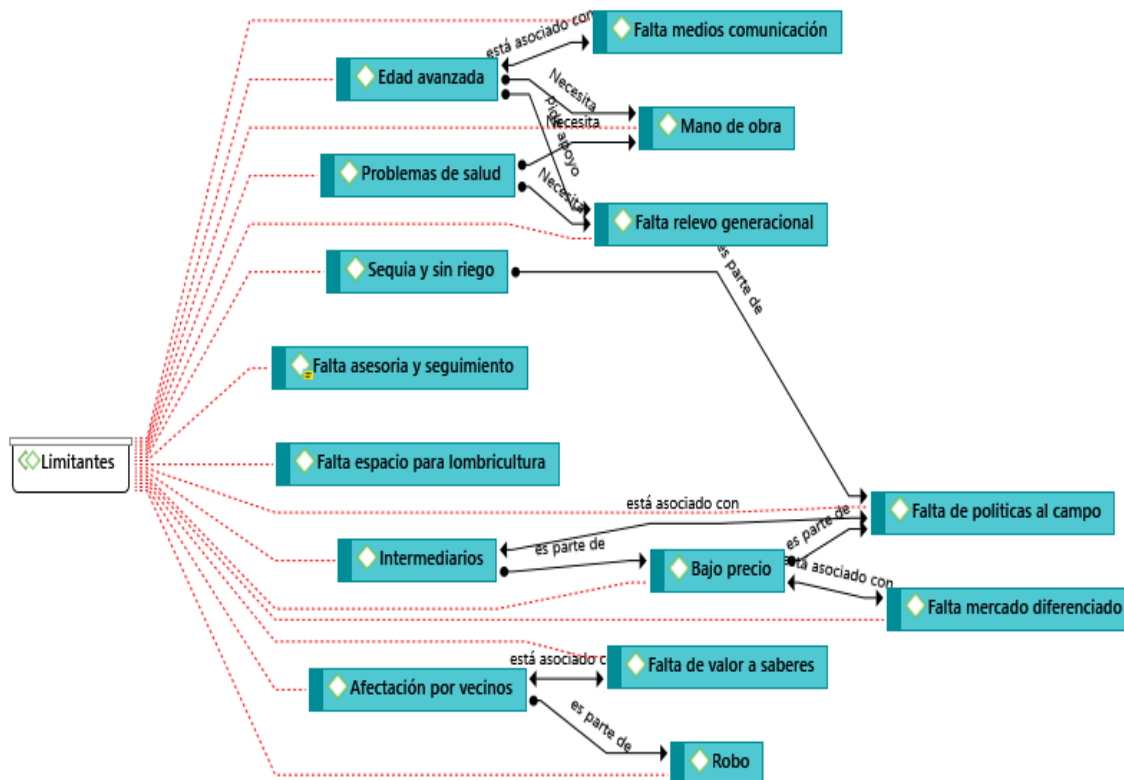 Falta medios comunicación
está asociado con
Edad avanzada
Necesita
Mano de obra
Necesita
pide apoyo
Problemas de salud
Necesita
Falta relevo generacional
es parte de
Sequia y sin riego
Falta asesoria y seguimiento
Limitantes
Falta espacio para lombricultura
está asociado con
Falta de politicas al campo
es parte de
es parte de
Intermediarios
Bajo precio
está asociado con
Falta mercado diferenciado
está asociado c
Falta de valor a saberes
Afectación por vecinos
es parte de
Robo